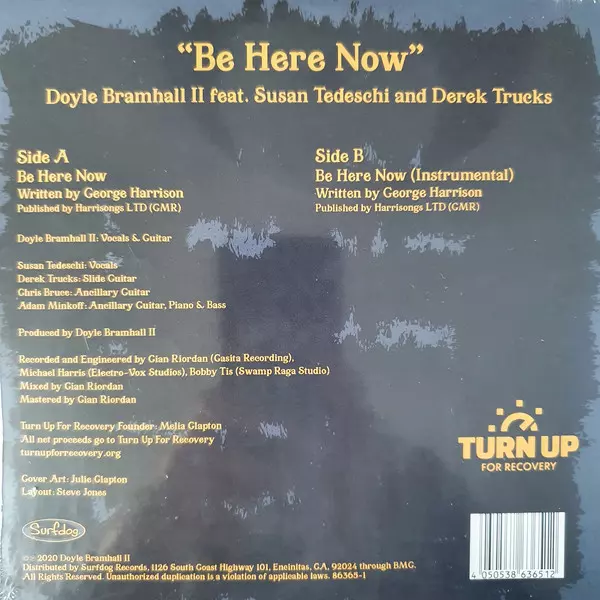 "Be Here Now"
Doyle Bramhall II feat. Susan Tedeschi and Derek Trucks
Side A
Be Here Now
Written by George Harrison
Published by Harrisongs LTD (GMR)
Side B
Be Here Now (Instrumental)
Written by George Harrison
Published by Harrisongs LTD (GMR)
Doyle Bramhall II: Vocals & Guitar
Susan Tedeschi: Vocals
Derek Trucks: Slide Guitar
Chris Bruce: Ancillary Guitar
Adam Minkoff: Ancillary Guitar, Piano & Bass
Produced by Doyle Bramhall II
Recorded and Engineered by Gian Riordan (Casita Recording),
Michael Harris (Electro-Vox Studios), Bobby Tis (Swamp Raga Studio)
Mixed by Gian Riordan
Mastered by Gian Riordan
Turn Up For Recovery Founder: Melia Clapton
All net proceeds go to Turn Up For Recovery
turnupforrecovery.org
Cover Art: Julie Clapton
Layout: Steve Jones
TURN UP
FOR RECOVERY
Surfdog
2020 Doyle Bramhall II
Distributed by Surfdog Records, 1126 South Coast Highway 101, Encinitas, CA. 92024 through BMG.
All Rights Reserved. Unauthorized duplication is a violation of applicable laws. 86365-1
4 050538 636512